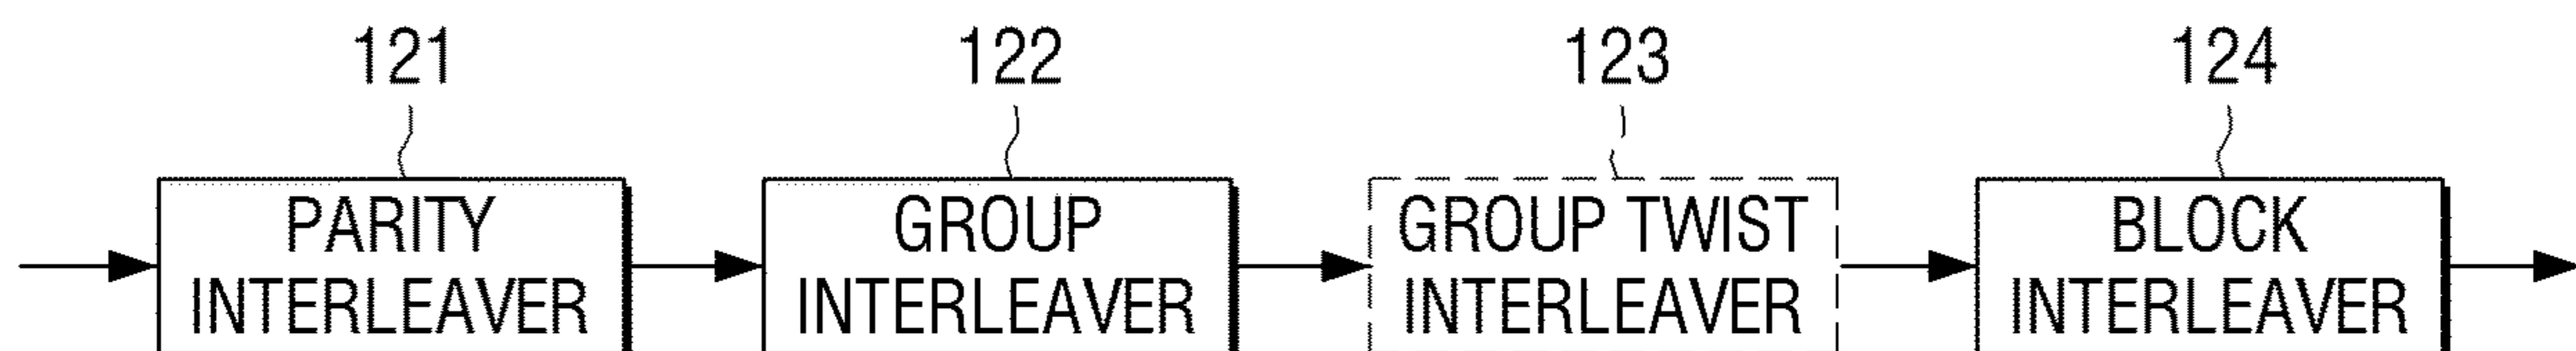 121
122
123
124
PARITY
INTERLEAVER
GROUP
INTERLEAVER
GROUP TWIST
INTERLEAVER
BLOCK
INTERLEAVER